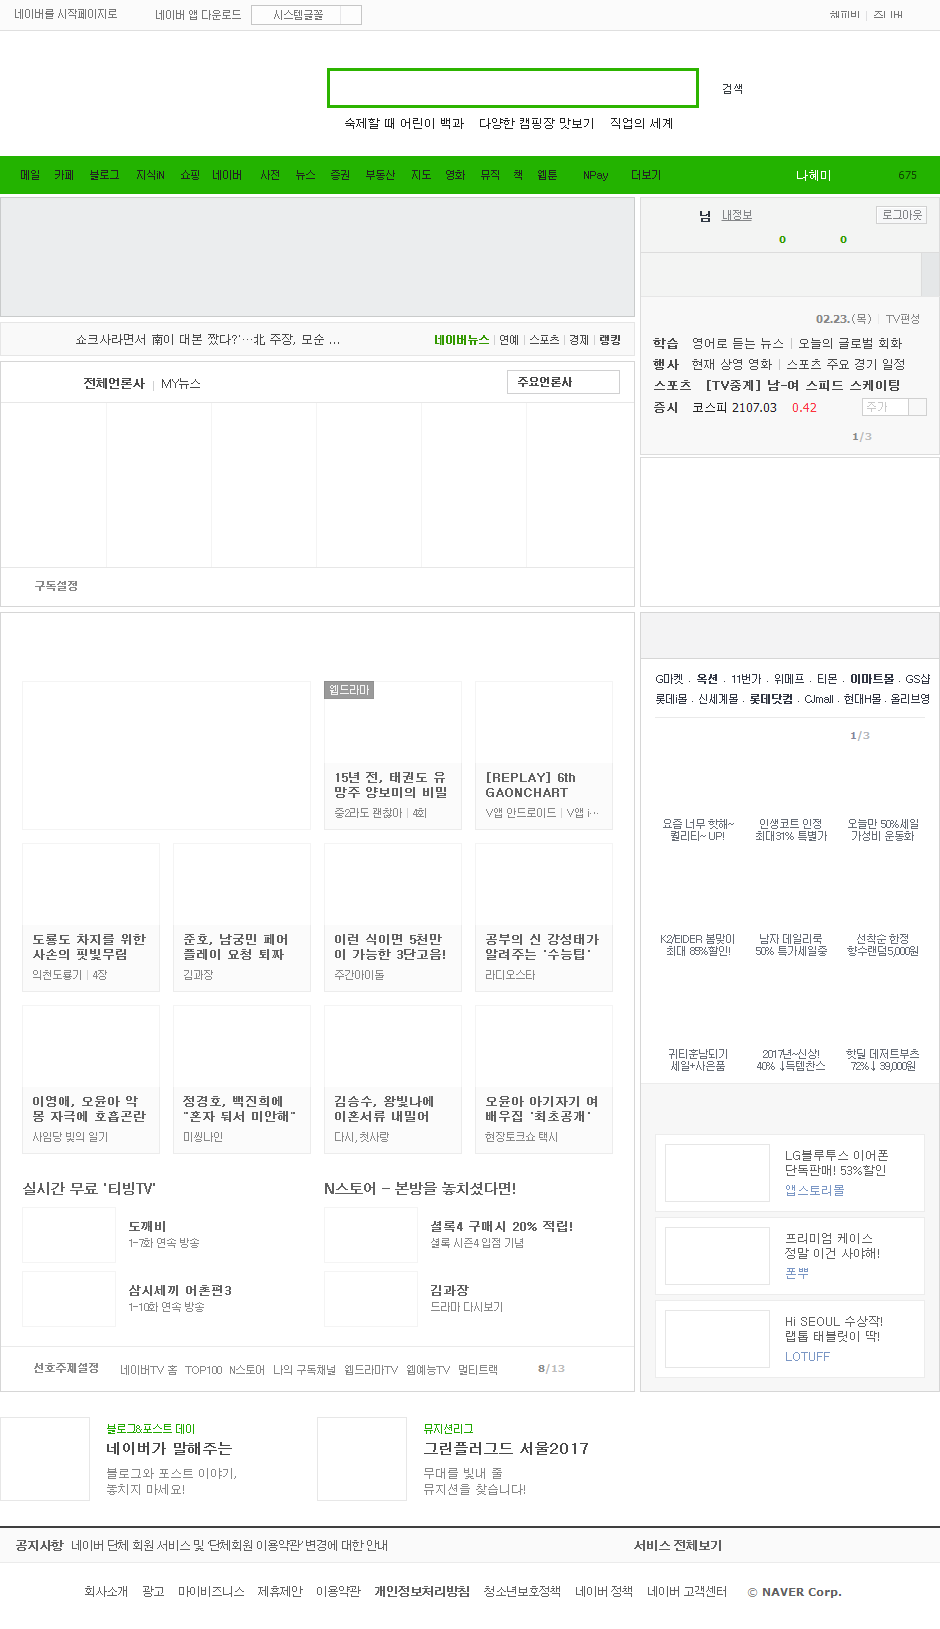 네이버를 시작페이지로 네이버 앱 다운로드 시스템글꼴 해피빈 쥬니버
검색
숙제할 때 어린이 백과 다양한 캠핑장 맛보기 직업의 세계
메일 카페 블로그 지식iN 쇼핑 네이버 사전 뉴스 증권 부동산 지도 영화 뮤직 책 웹툰 NPay 더보기 나혜미 675
님 내정보 로그아웃
0 0
쇼크사라면서 南이 대본 짰다?'…北 주장, 모순 ... 네이버뉴스 연예 스포츠 경제 랭킹
02.23.(목) TV편성
학습 영어로 듣는 뉴스 오늘의 글로벌 회화
행사 현재 상영 영화 스포츠 주요 경기 일정
스포츠 [TV중계] 남-여 스피드 스케이팅
증시 코스피 2107.03 0.42 주가
1/3
전체언론사 MY뉴스 주요언론사
구독설정
웹드라마
15년 전, 태권도 유
망주 양보미의 비밀
중2라도 괜찮아 4회
[REPLAY] 6th
GAONCHART
V앱 안드로이드 V앱 i…
도롱도 차지를 위한
사손의 핏빛무림
의천도룡기 4장
준호, 남궁민 페어
플레이 요청 퇴짜
김과장
이런 식이면 5천만
이 가능한 3단고음!
주간아이돌
공부의 신 강성태가
알려주는 '수능팁'
라디오스타
이영애, 오윤아 악
몽 자극에 호흡곤란
사임당 빛의 일기
정경호, 백진희에
"혼자 둬서 미안해"
미씽나인
김승수, 왕빛나에
이혼서류 내밀어
다시, 첫사랑
오윤아 아기자기 여
배우집 '최초공개'
현장토크쇼 택시
실시간 무료 '티빙TV'
도깨비
1-7화 연속 방송
삼시세끼 어촌편3
1-10화 연속 방송
N스토어 - 본방을 놓치셨다면!
셜록4 구매시 20% 적립!
셜록 시즌4 입점 기념
김과장
드라마 다시보기
선호주제설정 네이버TV 홈 TOP100 N스토어 나의 구독채널 웹드라마TV 웹예능TV 멀티트랙 8/13
G마켓 . 옥션 . 11번가 . 위메프 . 티몬 . 이마트몰 . GS샵
롯데i몰 . 신세계몰 . 롯데닷컴 . CJmall . 현대H몰 . 올리브영
1/3
요즘 너무 핫해~
퀄리티~ UP!
인생코트 인정
최대31% 특별가
오늘만 50%세일
가성비 운동화
K2/EIDER 봄맞이
최대 85%할인!
남자 데일리룩
50% 특가세일중
선착순 한정
향수랜덤5,000원
귀티훈남되기
세일+사은품
2017년~신상!
40% ↓득템찬스
핫딜 데저트부츠
72%↓ 39,000원
LG블루투스 이어폰
단독판매! 53%할인
앱스토리몰
프리미엄 케이스
정말 이건 사야해!
폰뿌
Hi SEOUL 수상작!
랩톱 태블릿이 딱!
LOTUFF
블로그&포스트 데이
네이버가 말해주는
블로그와 포스트 이야기,
놓치지 마세요!
뮤지션리그
그린플러그드 서울2017
무대를 빛내 줄
뮤지션을 찾습니다!
공지사항 네이버 단체 회원 서비스 및 '단체회원 이용약관' 변경에 대한 안내 서비스 전체보기
회사소개 광고 마이비즈니스 제휴제안 이용약관 개인정보처리방침 청소년보호정책 네이버 정책 네이버 고객센터 © NAVER Corp.